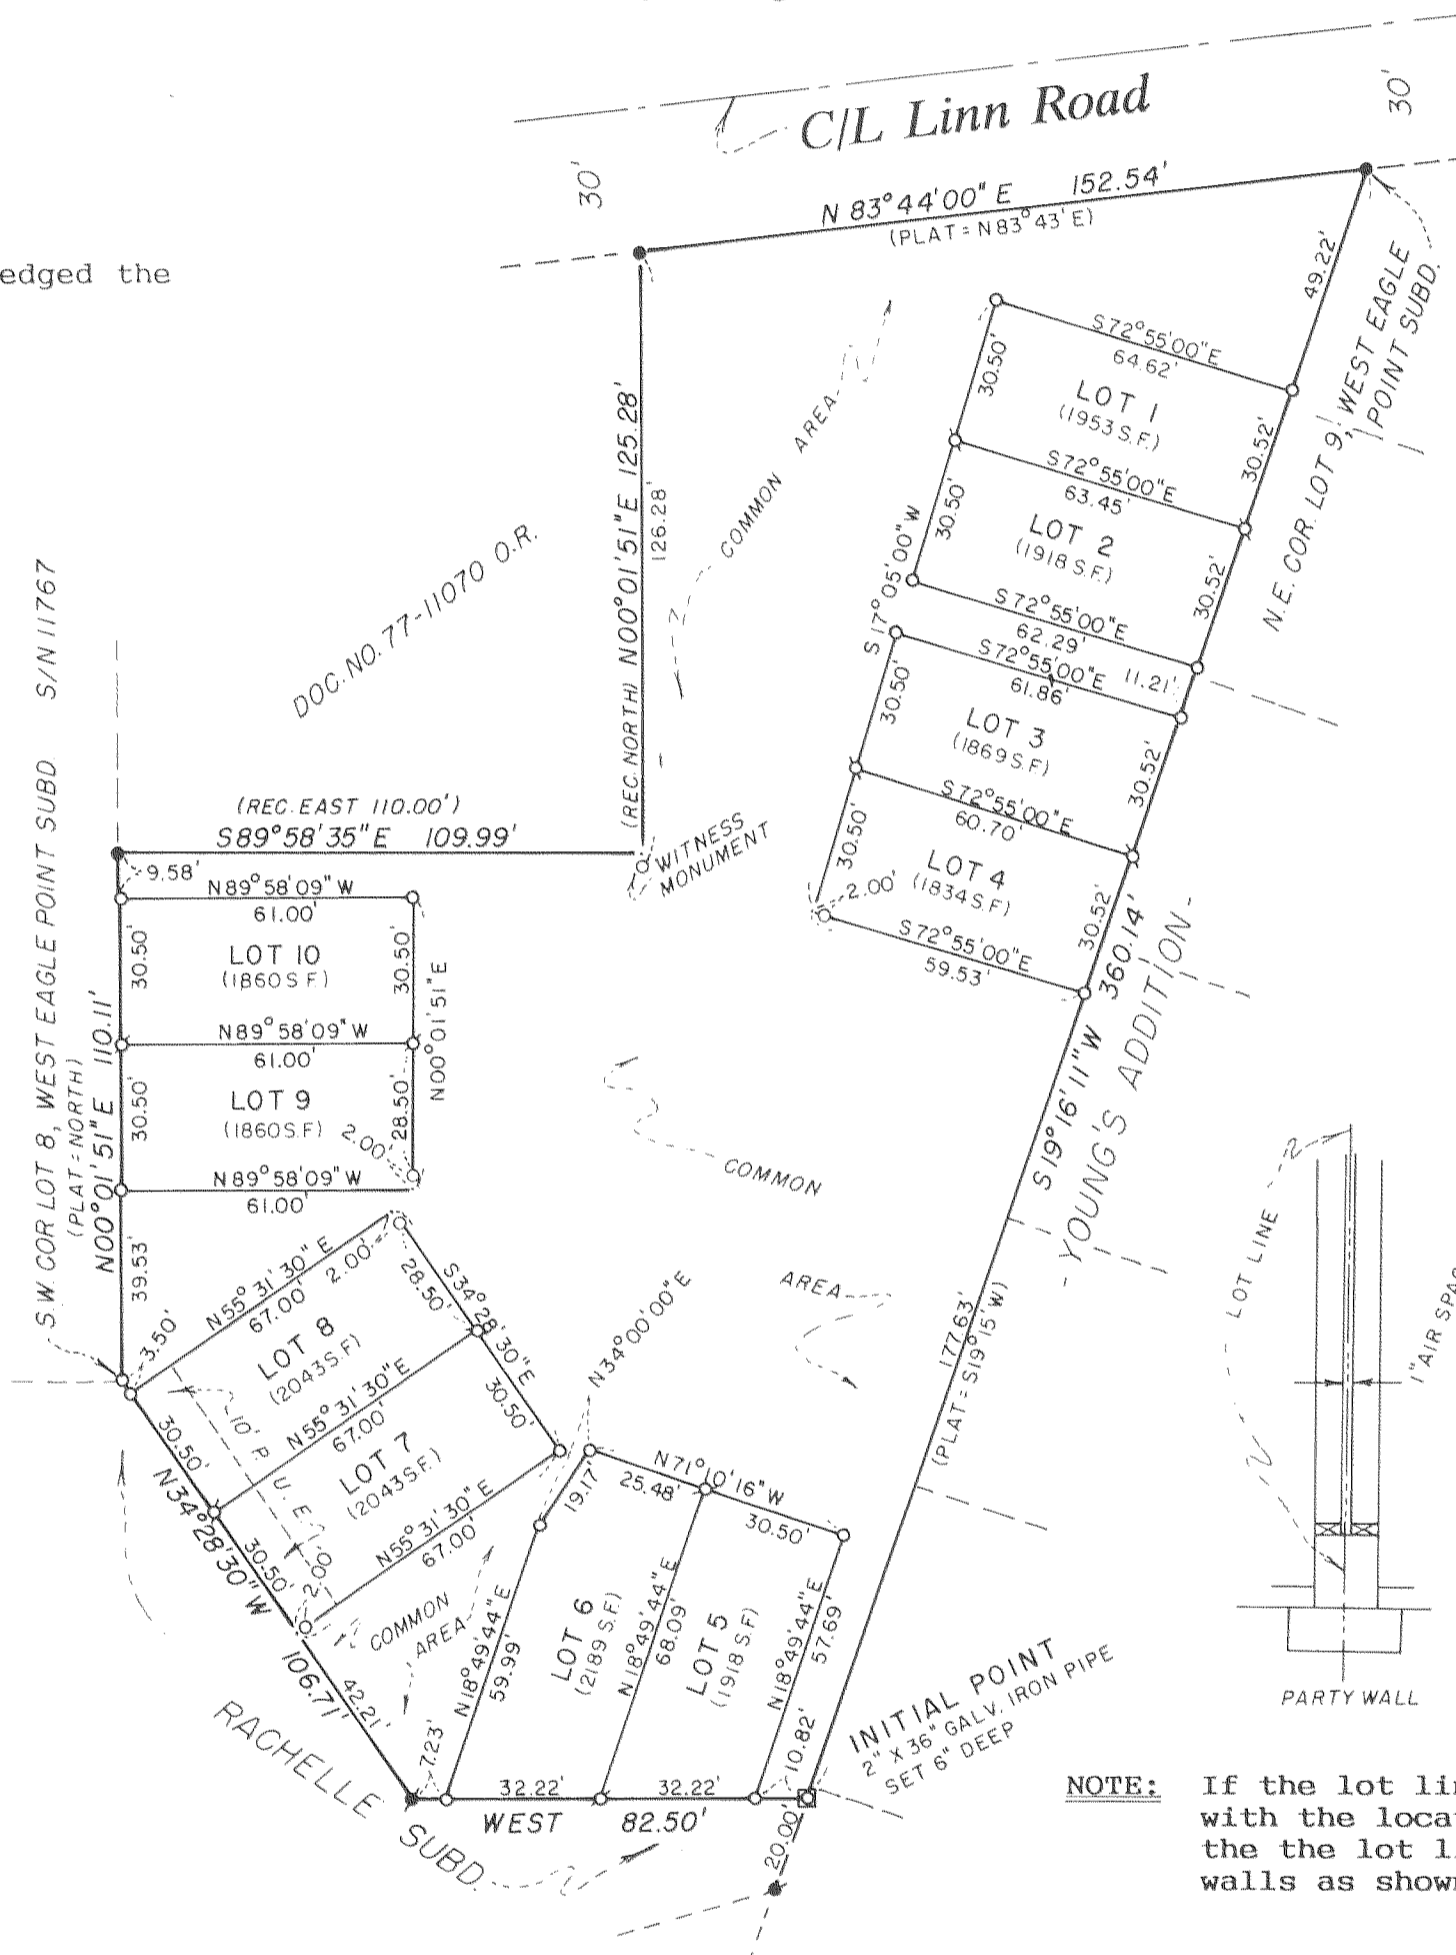 C/L Linn Road
30'
30'
N 83°44'00" E 152.54'
(PLAT = N83°43'E)
edged the
49.22'
N.E. COR. LOT 9, WEST EAGLE
POINT SUBD.
S72°55'00"E
64.62'
30.50'
LOT 1
(1953 S.F.)
30.52'
S72°55'00"E
63.45'
30.50'
LOT 2
(1918 S.F.)
30.52'
S72°55'00"E
62.29'
S 17°05'00" W
S72°55'00"E
61.86'
11.21'
30.50'
LOT 3
(1869 S.F.)
30.52'
S72°55'00"E
60.70'
30.50'
LOT 4
(1834 S.F.)
2.00'
30.52'
S72°55'00"E
59.53'
COMMON AREA
(REC. NORTH) N00°01'51"E 125.28'
126.28'
DOC. NO. 77-11070 O.R.
(REC. EAST 110.00')
S89°58'35"E 109.99'
WITNESS
MONUMENT
S.W. COR LOT 8, WEST EAGLE POINT SUBD S/N 11767
(PLAT = NORTH)
N00°01'51"E 110.11'
9.58'
N89°58'09"W
61.00'
30.50'
LOT 10
(1860 S.F.)
30.50'
N89°58'09"W
61.00'
N00°01'51"E
30.50'
LOT 9
(1860 S.F.)
28.50'
2.00'
N89°58'09"W
61.00'
39.53'
3.50'
COMMON
AREA
S19°16'11"W 360.14'
- YOUNG'S ADDITION -
177.63'
(PLAT = S19°15'W)
N55°31'30"E
67.00'
2.00'
LOT 8
(2043 S.F.)
28.50'
S34°28'30"E
30.50'
N55°31'30"E
67.00'
10' P. U. E.
LOT 7
(2043 S.F.)
30.50'
N55°31'30"E
67.00'
30.50'
2.00'
N34°28'30"W
106.71'
42.21'
COMMON
AREA
N34°00'00"E
19.17'
N71°10'16"W
25.48'
30.50'
N18°49'44"E
59.99'
LOT 6
(2189 S.F.)
N18°49'44"E
68.09'
LOT 5
(1918 S.F.)
N18°49'44"E
57.69'
7.23'
32.22'
32.22'
10.82'
WEST 82.50'
20.00'
RACHELLE SUBD.
INITIAL POINT
2" X 36" GALV. IRON PIPE
SET 6" DEEP
LOT LINE
1" AIR SPAC
PARTY WALL
NOTE: If the lot lin
with the loca
the the lot l
walls as shown